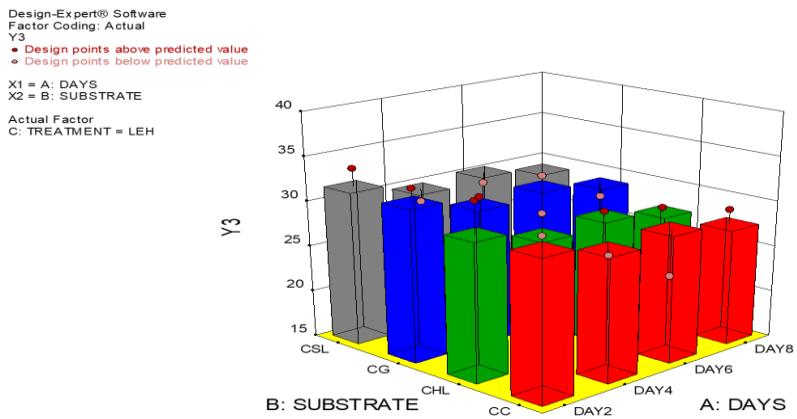 Design-Expert® Software
Factor Coding: Actual
Y3
Design points above predicted value
Design points below predicted value
X1 = A: DAYS
X2 = B: SUBSTRATE
Actual Factor
C: TREATMENT = LEH
40
35
30
25
20
15
Y3
CSL
CG
CHL
CC
DAY2
DAY4
DAY6
DAY8
B: SUBSTRATE
A: DAYS